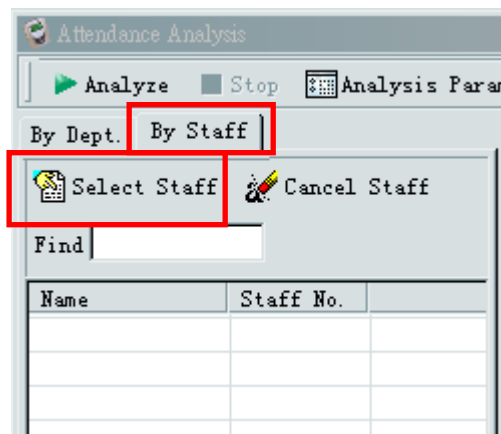 Attendance Analysis
Analyze Stop Analysis Para
By Dept. By Staff
Select Staff Cancel Staff
Find
Name Staff No.